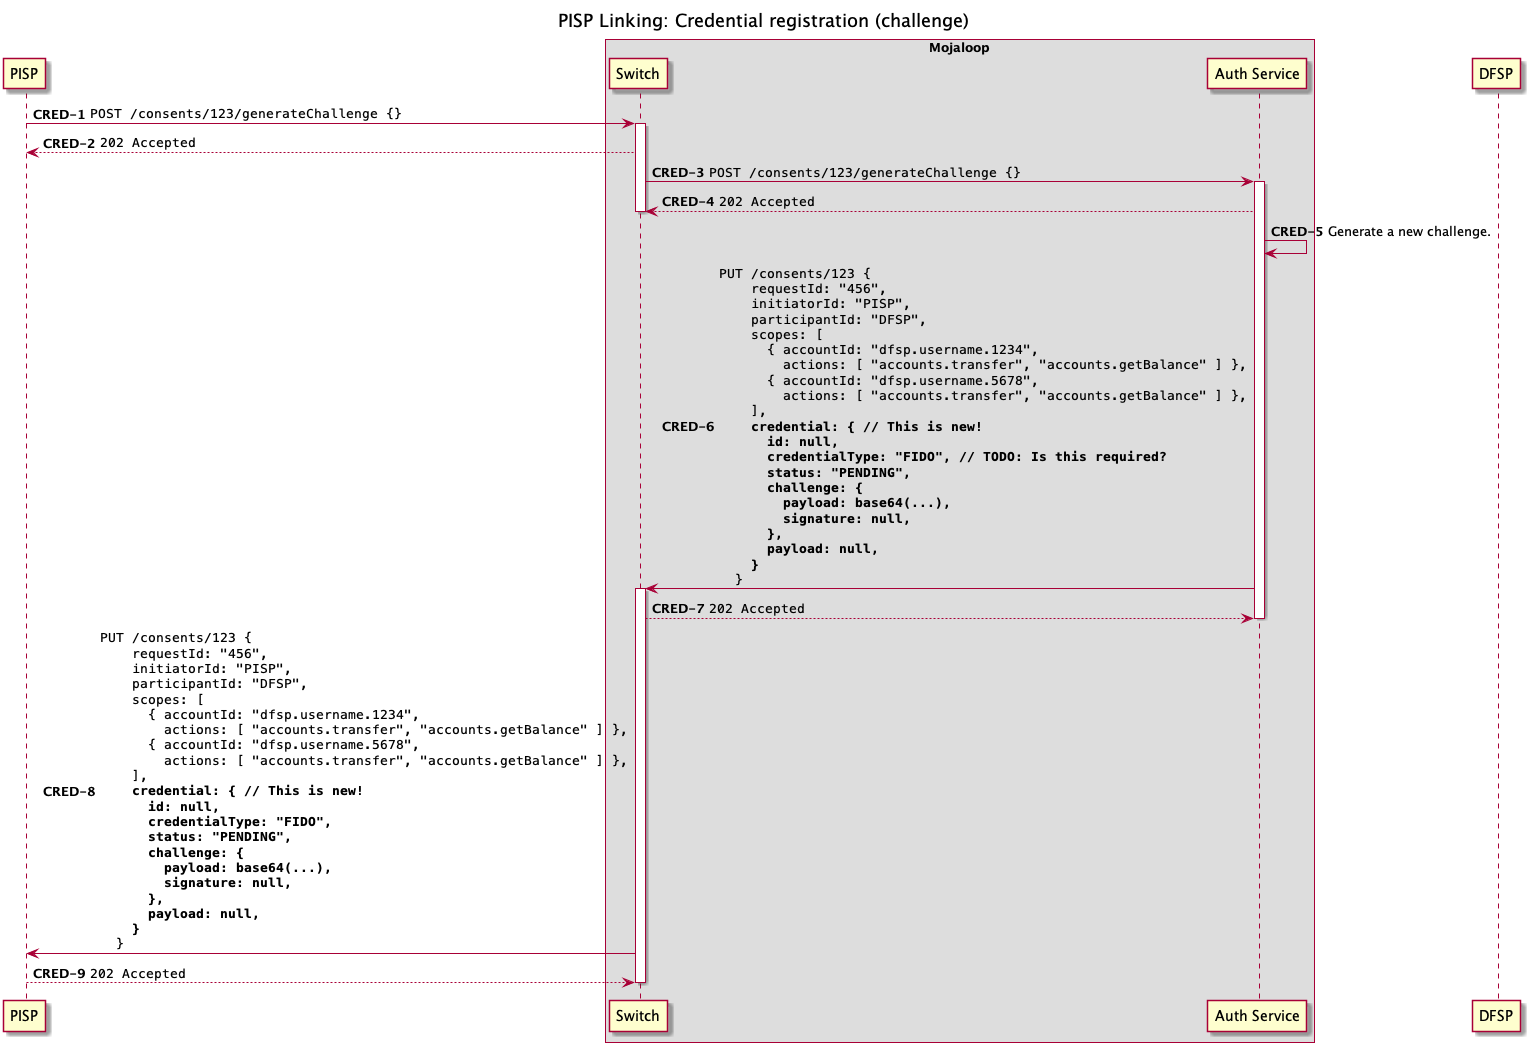 PISP Linking: Credential registration (challenge)
Mojaloop
PISP
Switch
Auth Service
DFSP
CRED-1 POST /consents/123/generateChallenge {}
CRED-2 202 Accepted
CRED-3 POST /consents/123/generateChallenge {}
CRED-4 202 Accepted
CRED-5 Generate a new challenge.
PUT /consents/123 {
requestId: "456",
initiatorId: "PISP",
participantId: "DFSP",
scopes: [
{ accountId: "dfsp.username.1234",
actions: [ "accounts.transfer", "accounts.getBalance" ] },
{ accountId: "dfsp.username.5678",
actions: [ "accounts.transfer", "accounts.getBalance" ] },
],
CRED-6 credential: { // This is new!
id: null,
credentialType: "FIDO", // TODO: Is this required?
status: "PENDING",
challenge: {
payload: base64(...),
signature: null,
},
payload: null,
}
}
CRED-7 202 Accepted
PUT /consents/123 {
requestId: "456",
initiatorId: "PISP",
participantId: "DFSP",
scopes: [
{ accountId: "dfsp.username.1234",
actions: [ "accounts.transfer", "accounts.getBalance" ] },
{ accountId: "dfsp.username.5678",
actions: [ "accounts.transfer", "accounts.getBalance" ] },
],
CRED-8 credential: { // This is new!
id: null,
credentialType: "FIDO",
status: "PENDING",
challenge: {
payload: base64(...),
signature: null,
},
payload: null,
}
}
CRED-9 202 Accepted
PISP
Switch
Auth Service
DFSP